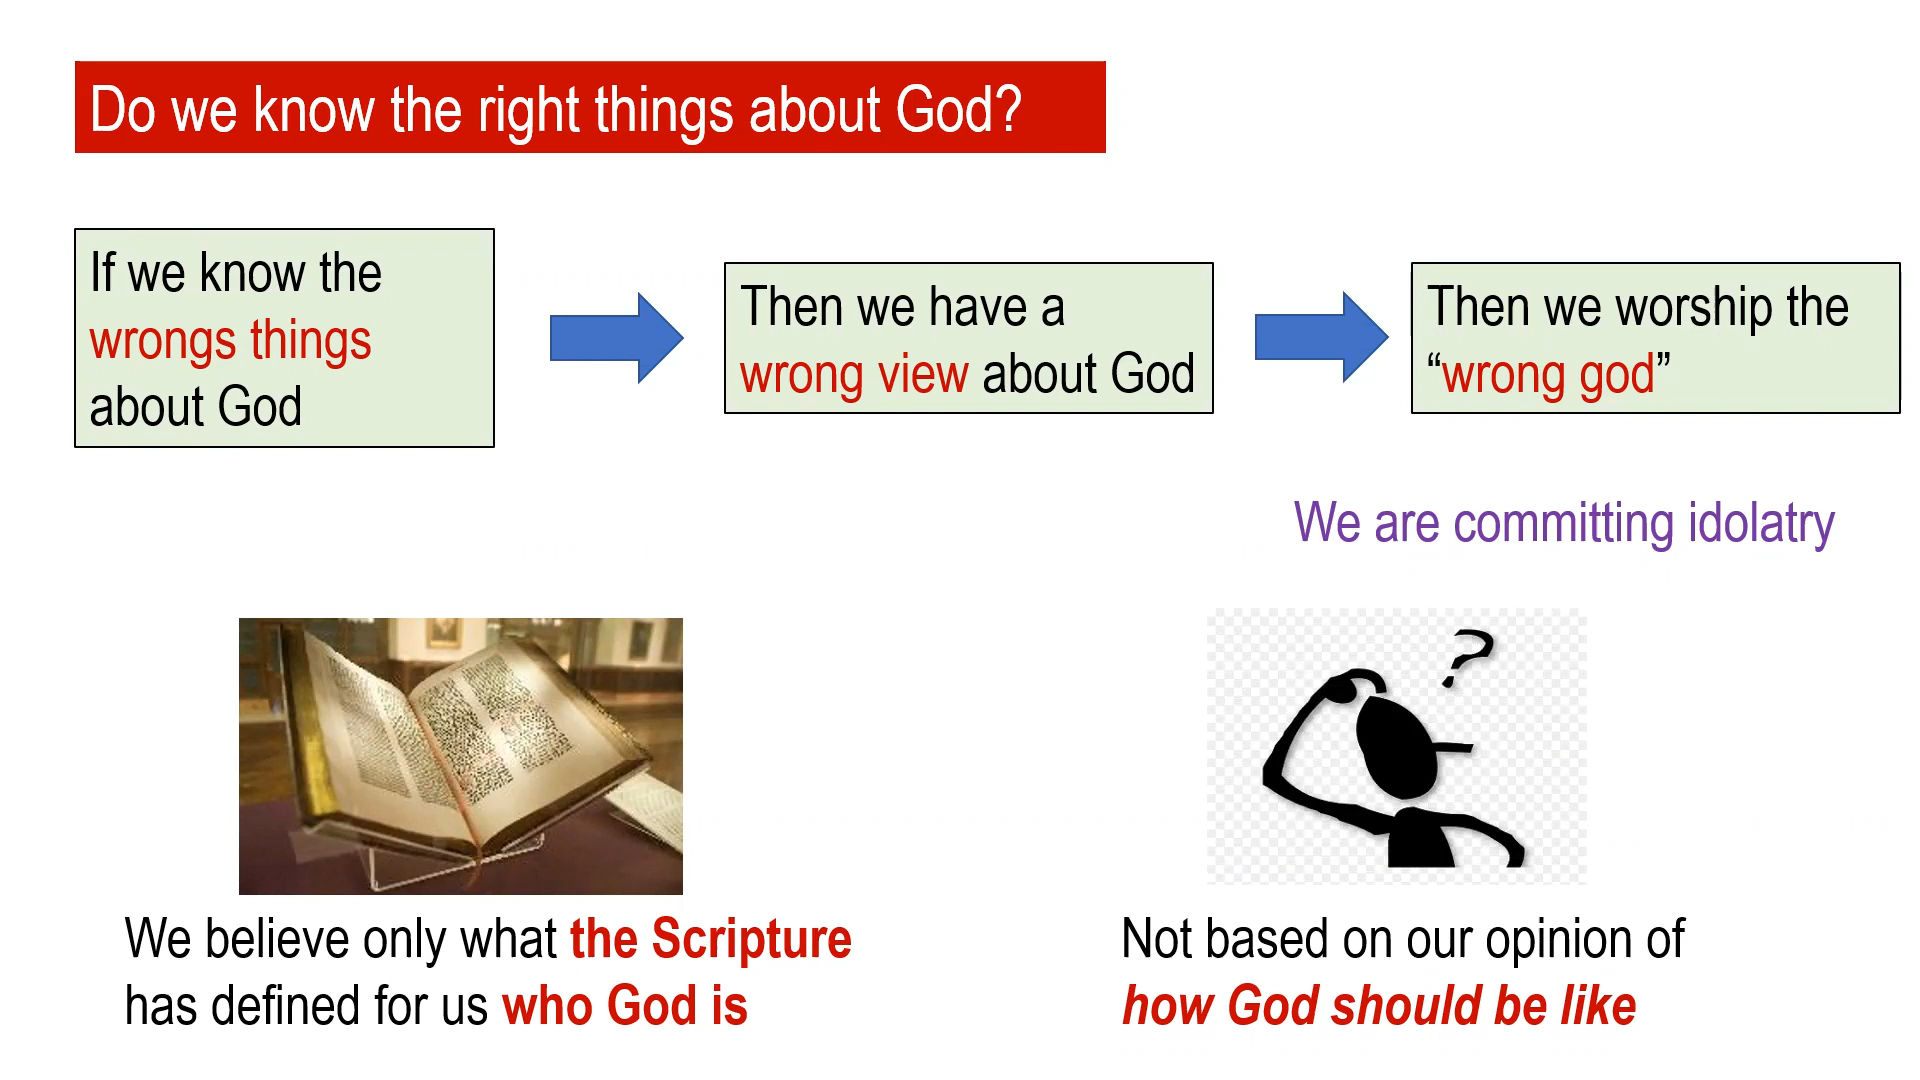 Do we know the right things about God?
If we know the
wrongs things
about God
Then we have a
wrong view about God
Then we worship the
“wrong god”
We are committing idolatry
?
We believe only what the Scripture
has defined for us who God is
Not based on our opinion of
how God should be like